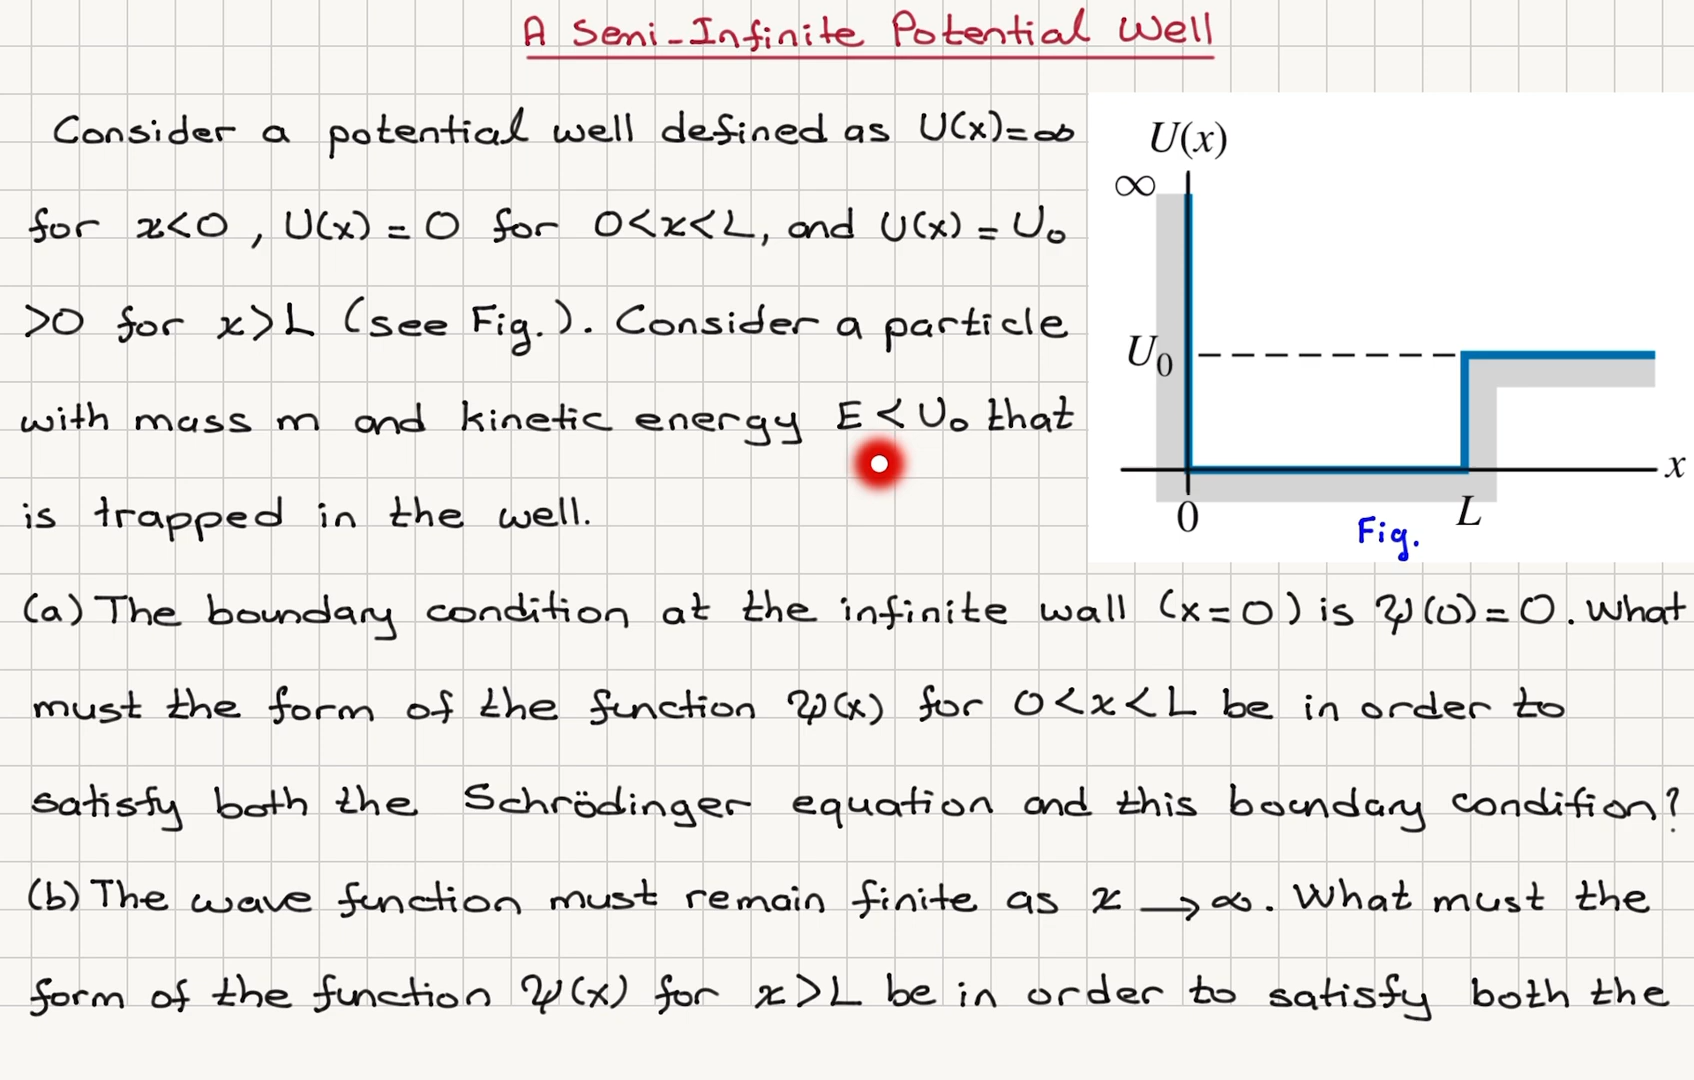 A Semi-Infinite Potential Well
Consider a potential well defined as U(x)=∞
for x<0, U(x) = 0 for 0<x<L, and U(x) = U₀
>0 for x>L (see Fig.). Consider a particle
with mass m and kinetic energy E < U₀ that
is trapped in the well.
U(x)
∞
U₀
x
0
L
Fig.
(a) The boundary condition at the infinite wall (x=0) is ψ(0)=0. What
must the form of the function ψ(x) for 0<x<L be in order to
satisfy both the Schrödinger equation and this boundary condition?
(b) The wave function must remain finite as x → ∞. What must the
form of the function ψ(x) for x>L be in order to satisfy both the